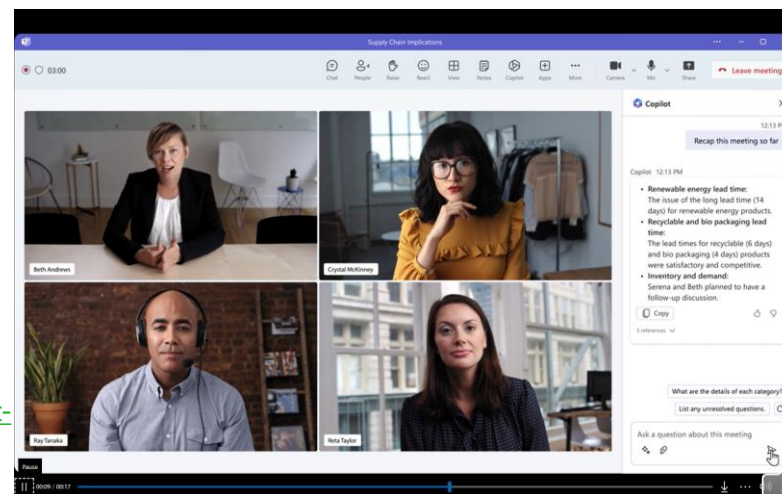 Supply Chain Implications
03:00
Chat
People
4
Raise
React
View
Notes
Copilot
Apps
More
Camera
Mic
Share
Leave meeting
Copilot
12:13
Recap this meeting so far
Copilot 12:13 PM
• Renewable energy lead time:
The issue of the long lead time (14
days) for renewable energy products.
• Recyclable and bio packaging lead
time:
The lead times for recyclable (6 days)
and bio packaging (4 days) products
were satisfactory and competitive.
• Inventory and demand:
Serena and Beth planned to have a
follow-up discussion.
Copy
3 references
What are the details of each category?
List any unresolved questions.
Ask a question about this meeting
Beth Andrews
Crystal McKinney
Ray Tanaka
Reta Taylor
Pause
00:09 / 00:17